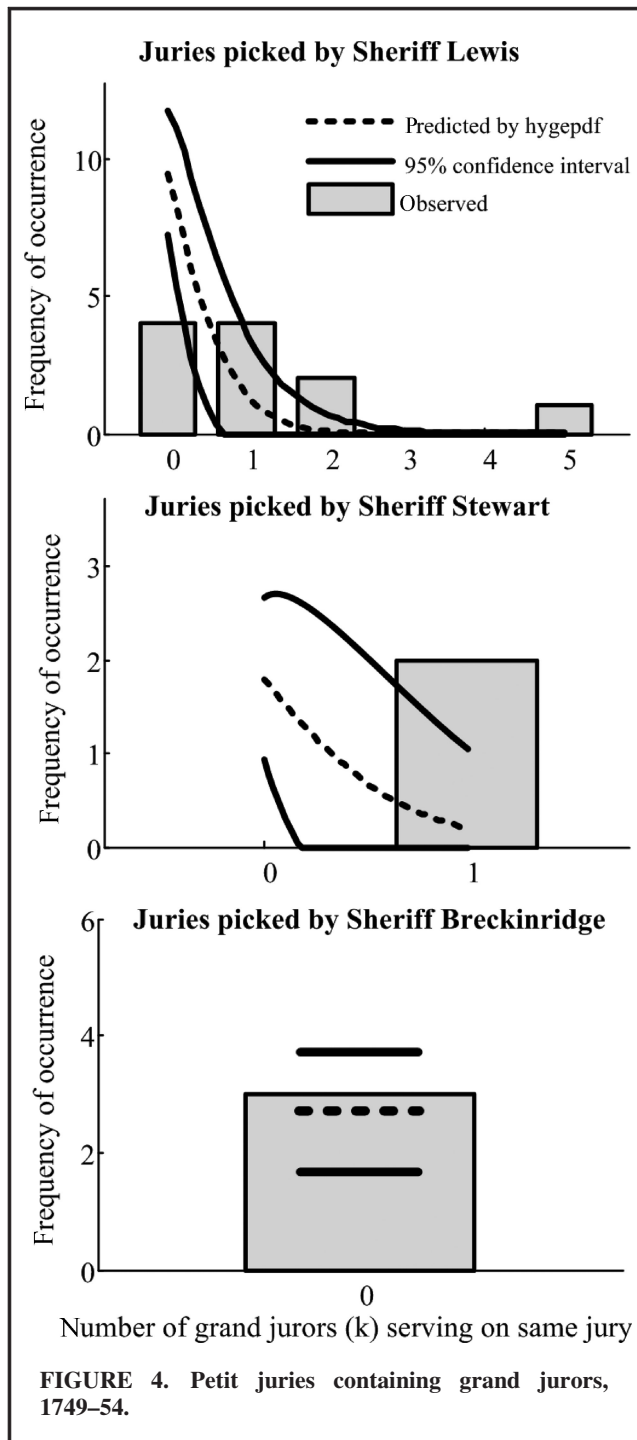 Juries picked by Sheriff Lewis
Frequency of occurrence
10
5
0
Predicted by hygepdf
95% confidence interval
Observed
0 1 2 3 4 5
Juries picked by Sheriff Stewart
Frequency of occurrence
3
2
1
0
0 1
Juries picked by Sheriff Breckinridge
Frequency of occurrence
6
4
2
0
0
Number of grand jurors (k) serving on same jury
FIGURE 4. Petit juries containing grand jurors,
1749–54.